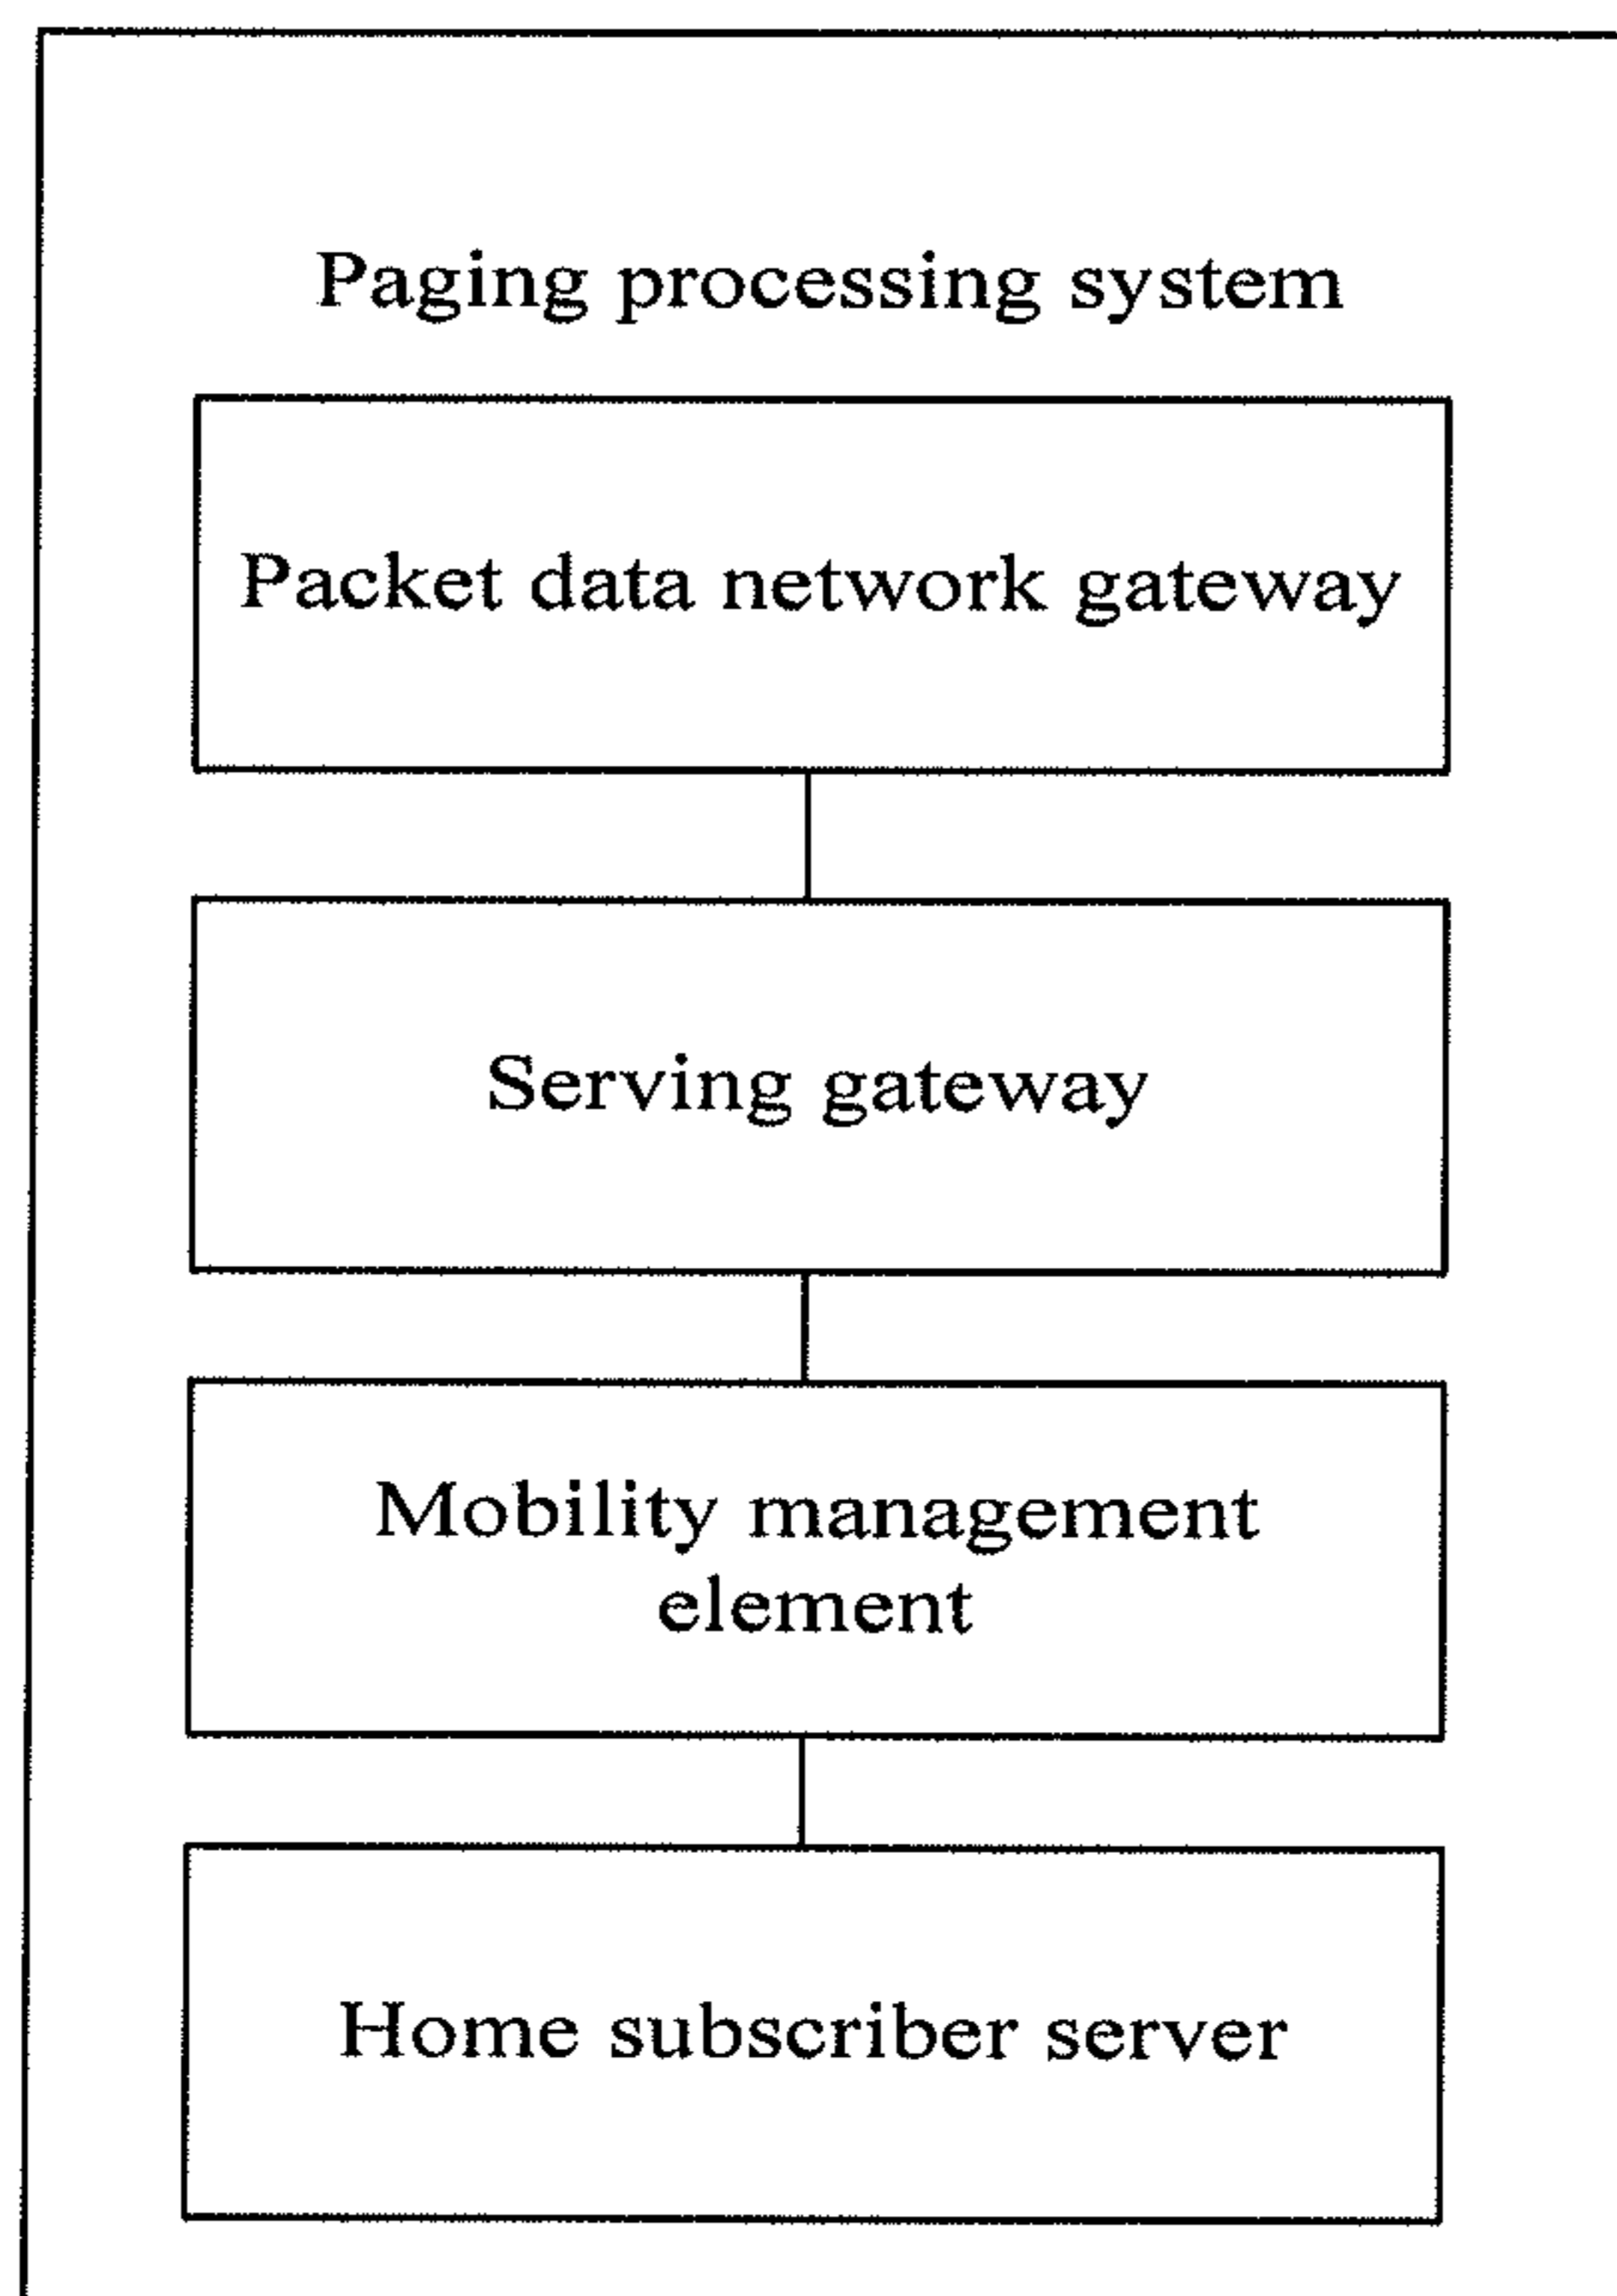 Paging processing system
Packet data network gateway
Serving gateway
Mobility management
element
Home subscriber server